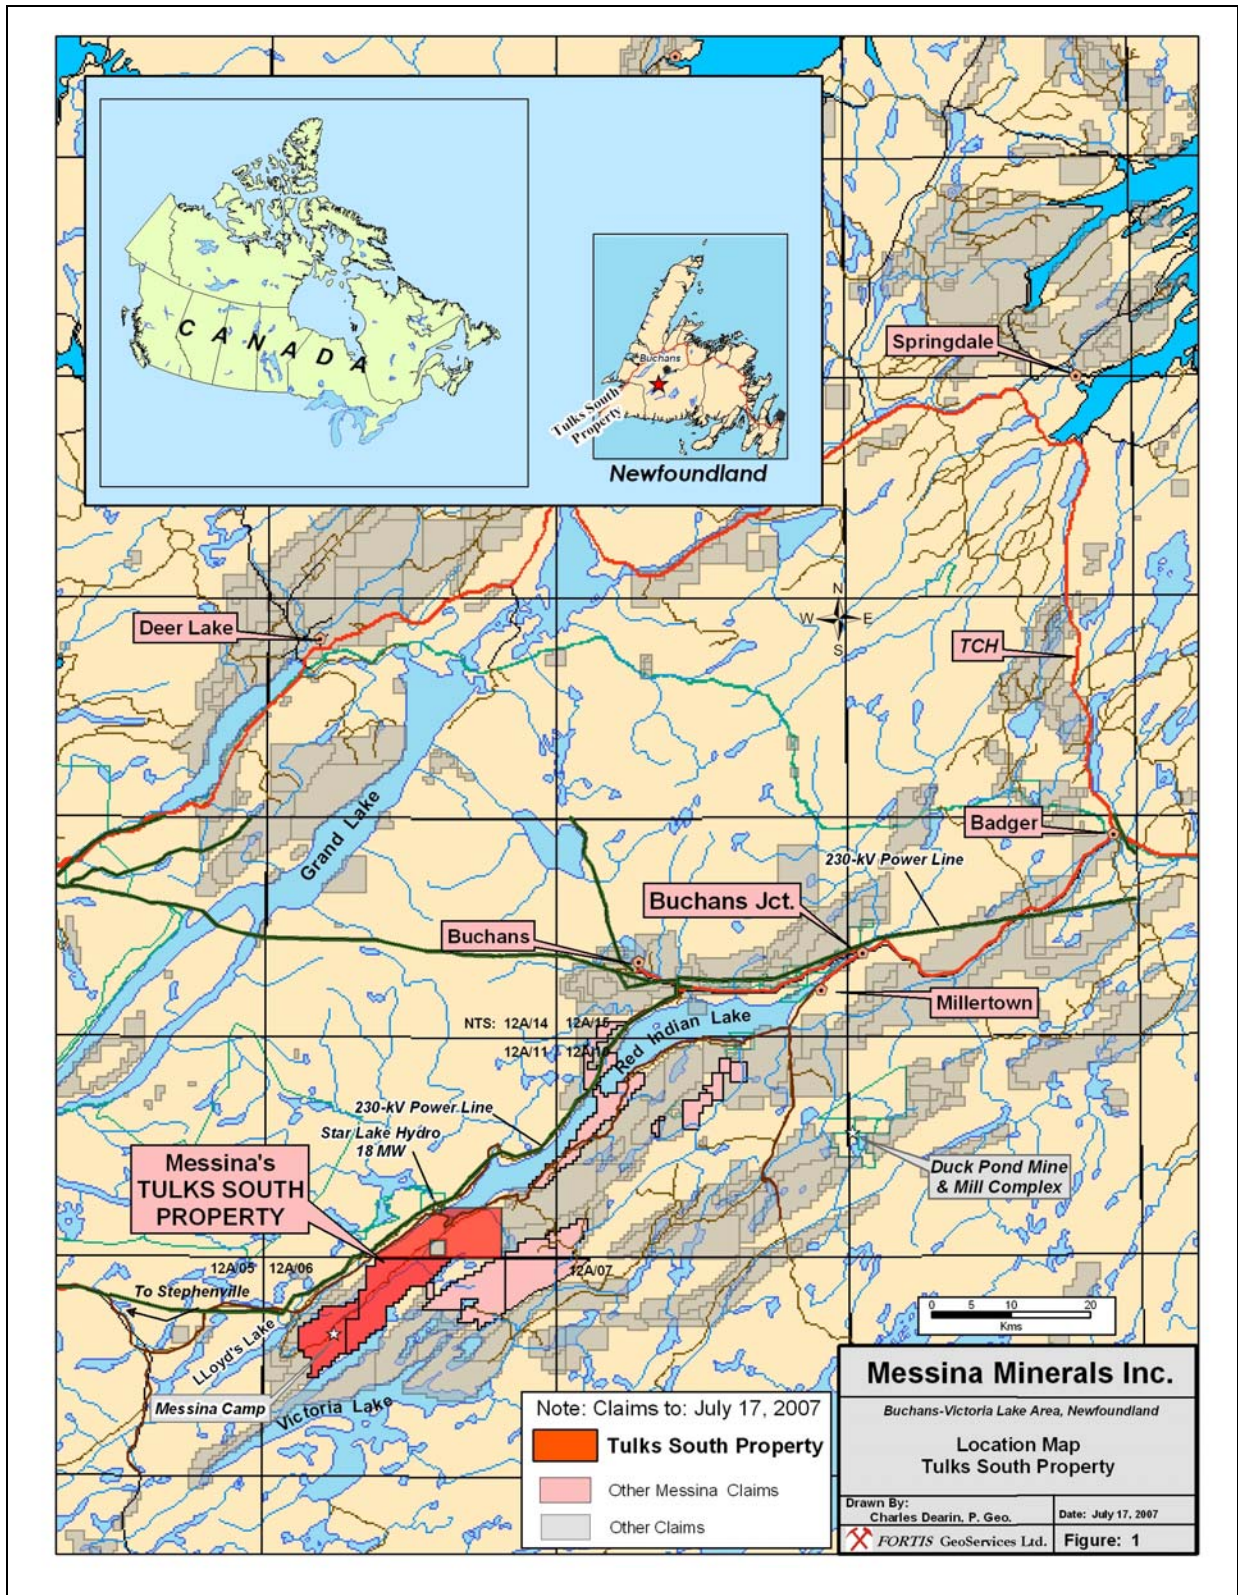 CANADA
Buchans
Tulks South
Property
Newfoundland
Springdale
N
W E
S
Deer Lake
TCH
Grand Lake
Badger
230-kV Power Line
Buchans Jct.
Buchans
Millertown
NTS: 12A/14 12A/15
Red Indian Lake
12A/11 12A/10
230-kV Power Line
Star Lake Hydro
18 MW
Messina's
TULKS SOUTH
PROPERTY
Duck Pond Mine
& Mill Complex
12A/05 12A/06
12A/07
To Stephenville
LLoyd's Lake
Messina Camp
Victoria Lake
0 5 10 20
Kms
Note: Claims to: July 17, 2007
Tulks South Property
Other Messina Claims
Other Claims
Messina Minerals Inc.
Buchans-Victoria Lake Area, Newfoundland
Location Map
Tulks South Property
Drawn By:
Charles Dearin, P. Geo.
Date: July 17, 2007
FORTIS GeoServices Ltd.
Figure: 1